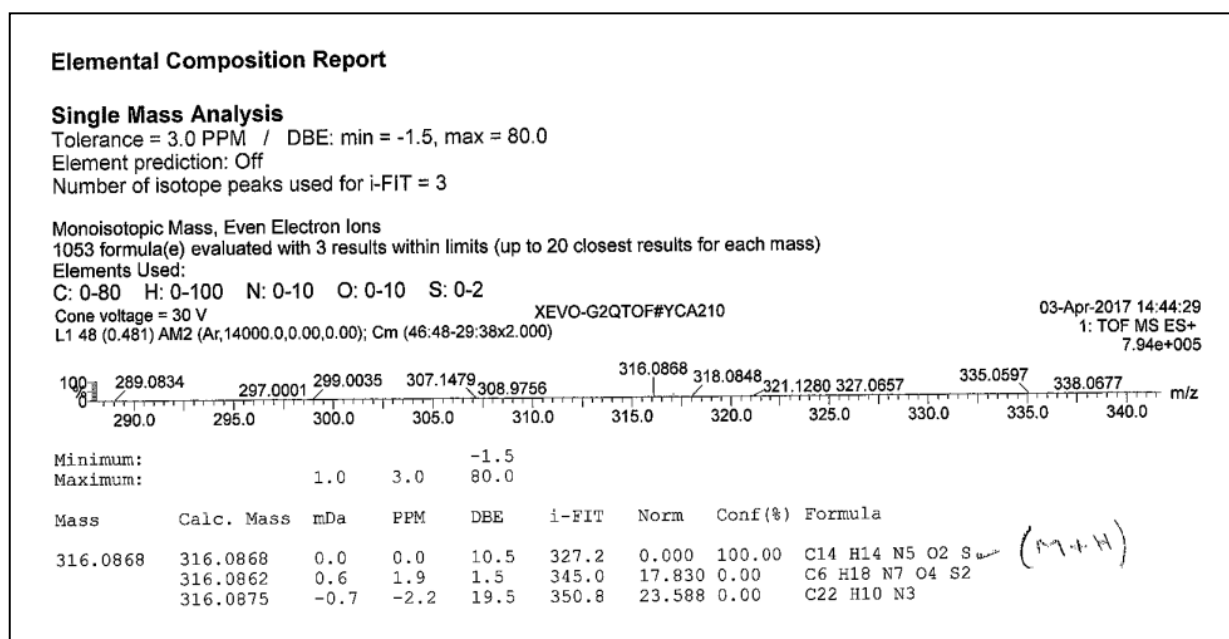 Elemental Composition Report
Single Mass Analysis
Tolerance = 3.0 PPM / DBE: min = -1.5, max = 80.0
Element prediction: Off
Number of isotope peaks used for i-FIT = 3
Monoisotopic Mass, Even Electron Ions
1053 formula(e) evaluated with 3 results within limits (up to 20 closest results for each mass)
Elements Used:
C: 0-80 H: 0-100 N: 0-10 O: 0-10 S: 0-2
Cone voltage = 30 V XEVO-G2QTOF#YCA210 03-Apr-2017 14:44:29
L1 48 (0.481) AM2 (Ar,14000.0,0.00,0.00); Cm (46:48-29:38x2.000) 1: TOF MS ES+
7.94e+005
100 289.0834 297.0001 299.0035 307.1479 308.9756 316.0868 318.0848 321.1280 327.0657 335.0597 338.0677
%
0 m/z
290.0 295.0 300.0 305.0 310.0 315.0 320.0 325.0 330.0 335.0 340.0
Minimum: -1.5
Maximum: 1.0 3.0 80.0
Mass Calc. Mass mDa PPM DBE i-FIT Norm Conf(%) Formula
316.0868 316.0868 0.0 0.0 10.5 327.2 0.000 100.00 C14 H14 N5 O2 S (M+H)
316.0862 0.6 1.9 1.5 345.0 17.830 0.00 C6 H18 N7 O4 S2
316.0875 -0.7 -2.2 19.5 350.8 23.588 0.00 C22 H10 N3